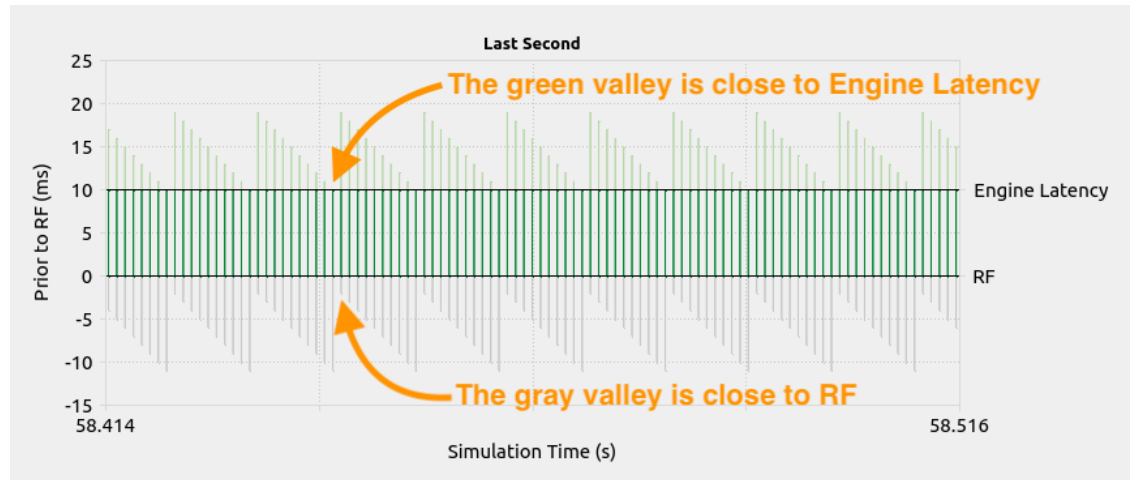 Last Second
25
The green valley is close to Engine Latency
20
15
10
Engine Latency
5
Prior to RF (ms)
0
RF
-5
-10
The gray valley is close to RF
-15
58.414
58.516
Simulation Time (s)